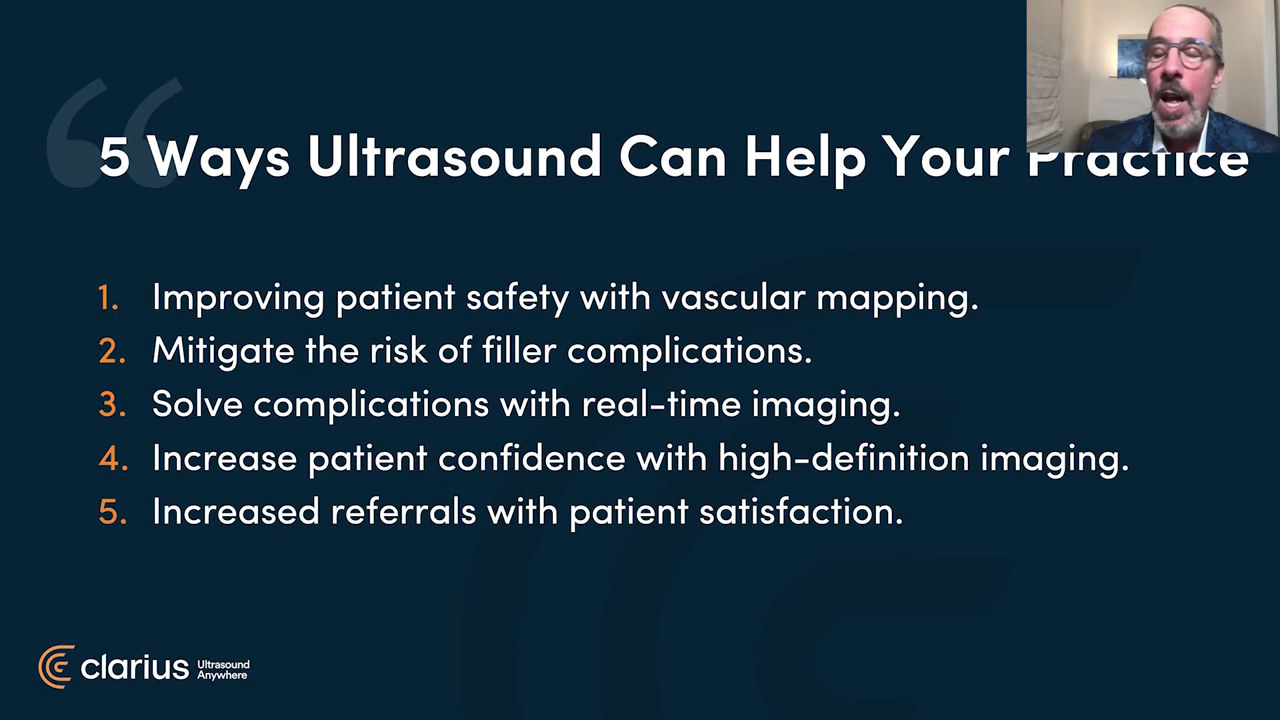 5 Ways Ultrasound Can Help Your Practice
1. Improving patient safety with vascular mapping.
2. Mitigate the risk of filler complications.
3. Solve complications with real-time imaging.
4. Increase patient confidence with high-definition imaging.
5. Increased referrals with patient satisfaction.
clarius Ultrasound
Anywhere